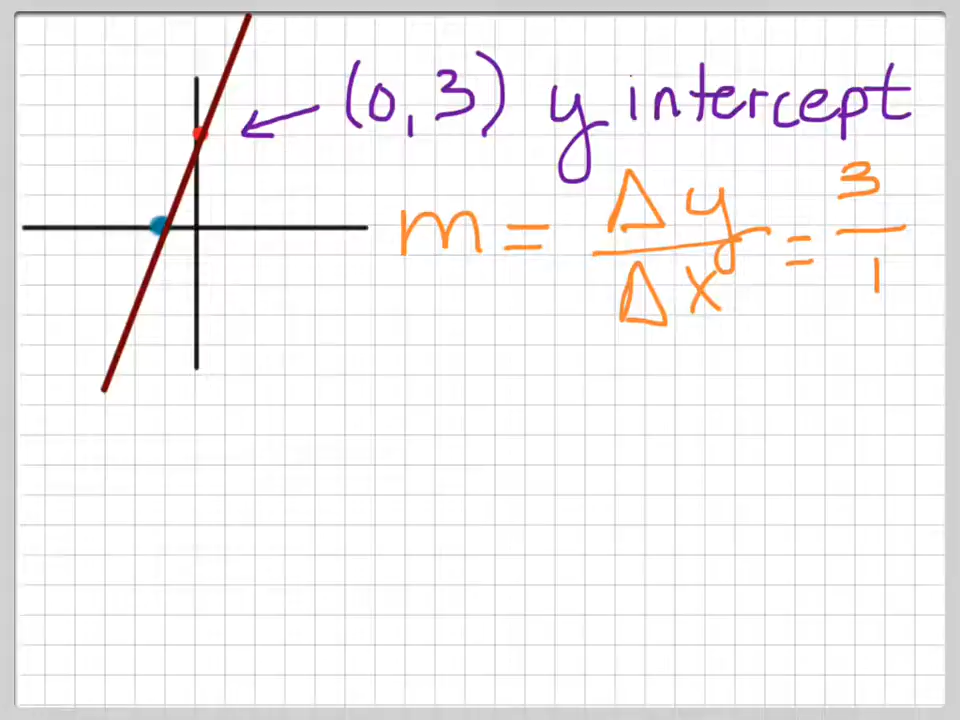 (0,3) y intercept
m = Δy/Δx = 3/1